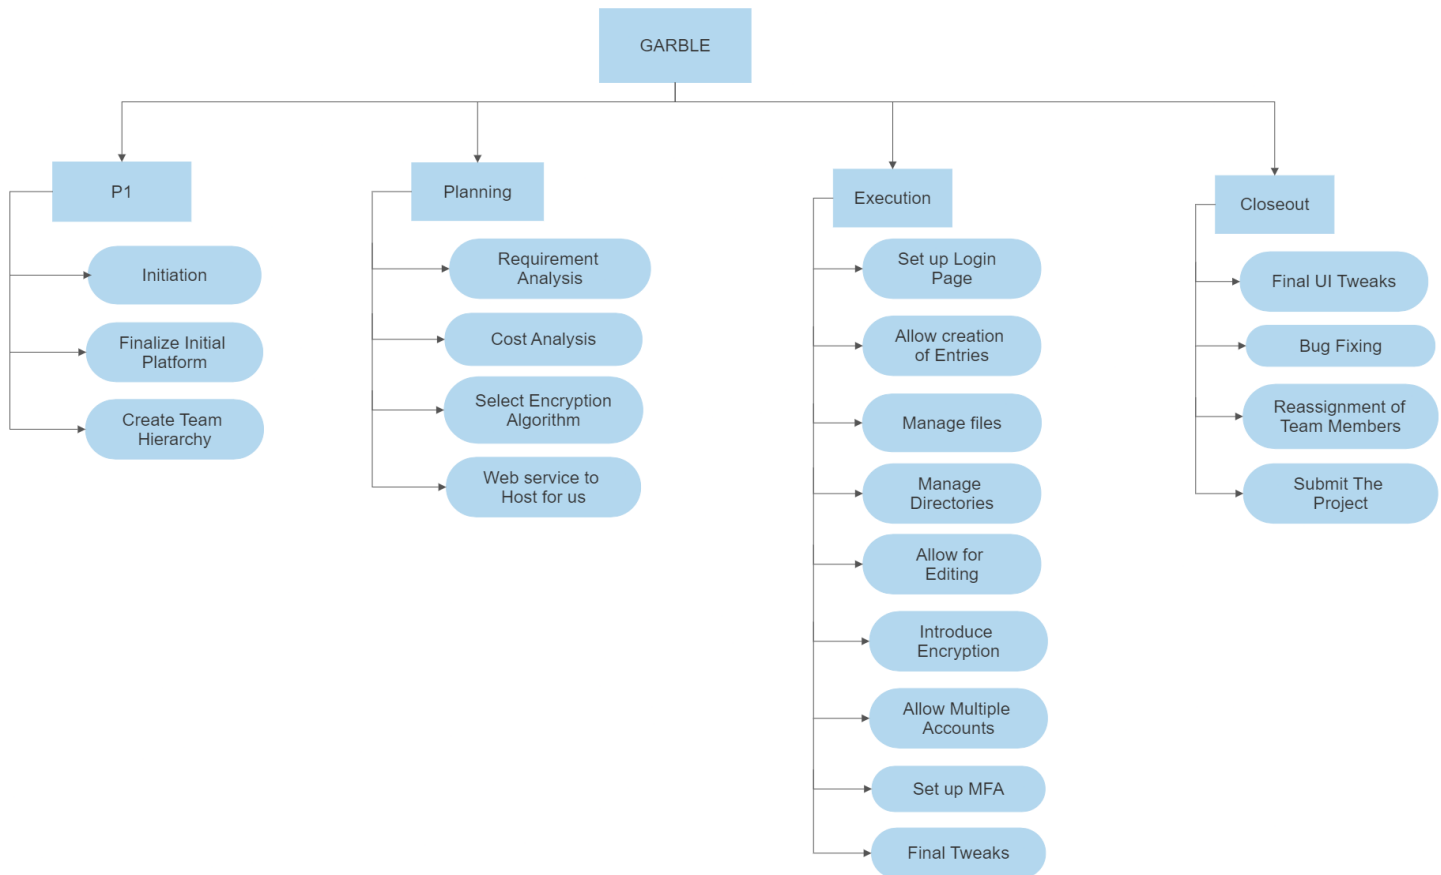 GARBLE
P1
Initiation
Finalize Initial
Platform
Create Team
Hierarchy
Planning
Requirement
Analysis
Cost Analysis
Select Encryption
Algorithm
Web service to
Host for us
Execution
Set up Login
Page
Allow creation
of Entries
Manage files
Manage
Directories
Allow for
Editing
Introduce
Encryption
Allow Multiple
Accounts
Set up MFA
Final Tweaks
Closeout
Final UI Tweaks
Bug Fixing
Reassignment of
Team Members
Submit The
Project